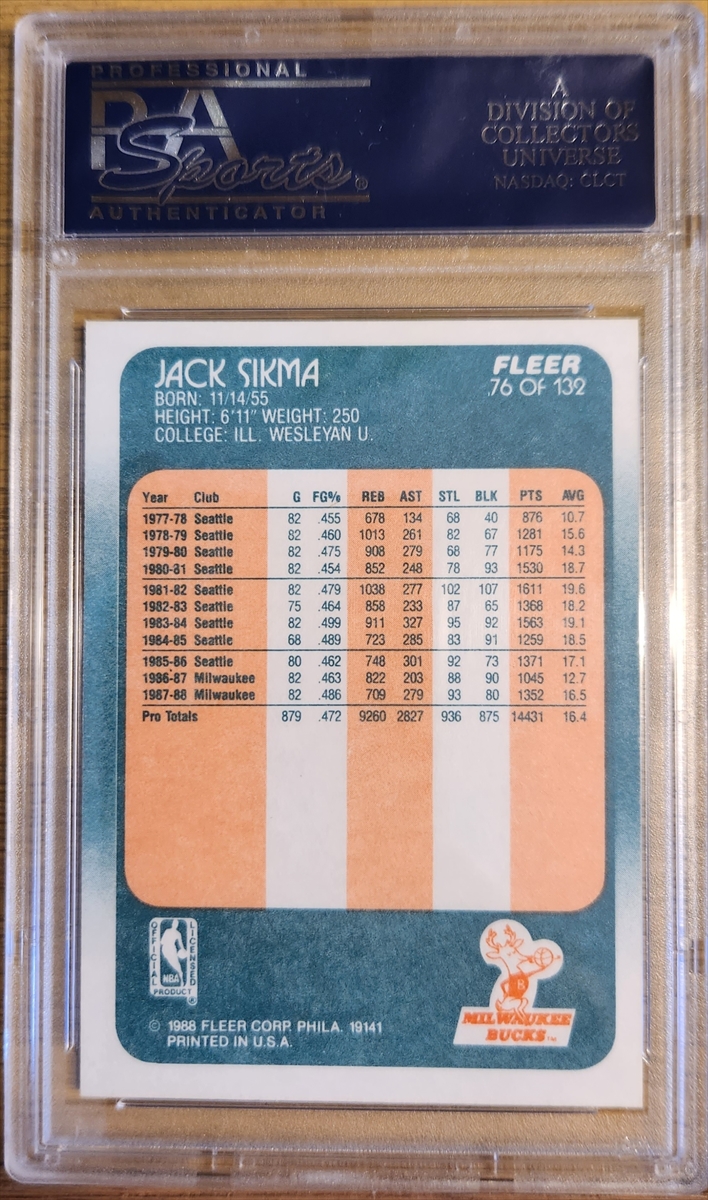 PROFESSIONAL
PSA
Sports®
AUTHENTICATOR
A
DIVISION OF
COLLECTORS
UNIVERSE
NASDAQ: CLCT
JACK SIKMA
BORN: 11/14/55
HEIGHT: 6'11" WEIGHT: 250
COLLEGE: ILL. WESLEYAN U.
FLEER
76 OF 132
Year Club G FG% REB AST STL BLK PTS AVG
1977-78 Seattle 82 .455 678 134 68 40 876 10.7
1978-79 Seattle 82 .460 1013 261 82 67 1281 15.6
1979-80 Seattle 82 .475 908 279 68 77 1175 14.3
1980-81 Seattle 82 .454 852 248 78 93 1530 18.7
1981-82 Seattle 82 .479 1038 277 102 107 1611 19.6
1982-83 Seattle 75 .464 858 233 87 65 1368 18.2
1983-84 Seattle 82 .499 911 327 95 92 1563 19.1
1984-85 Seattle 68 .489 723 285 83 91 1259 18.5
1985-86 Seattle 80 .462 748 301 92 73 1371 17.1
1986-87 Milwaukee 82 .463 822 203 88 90 1045 12.7
1987-88 Milwaukee 82 .486 709 279 93 80 1352 16.5
Pro Totals 879 .472 9260 2827 936 875 14431 16.4
OFFICIAL
LICENSED
NBA
PRODUCT ®
B
MILWAUKEE
BUCKS™
© 1988 FLEER CORP. PHILA. 19141
PRINTED IN U.S.A.